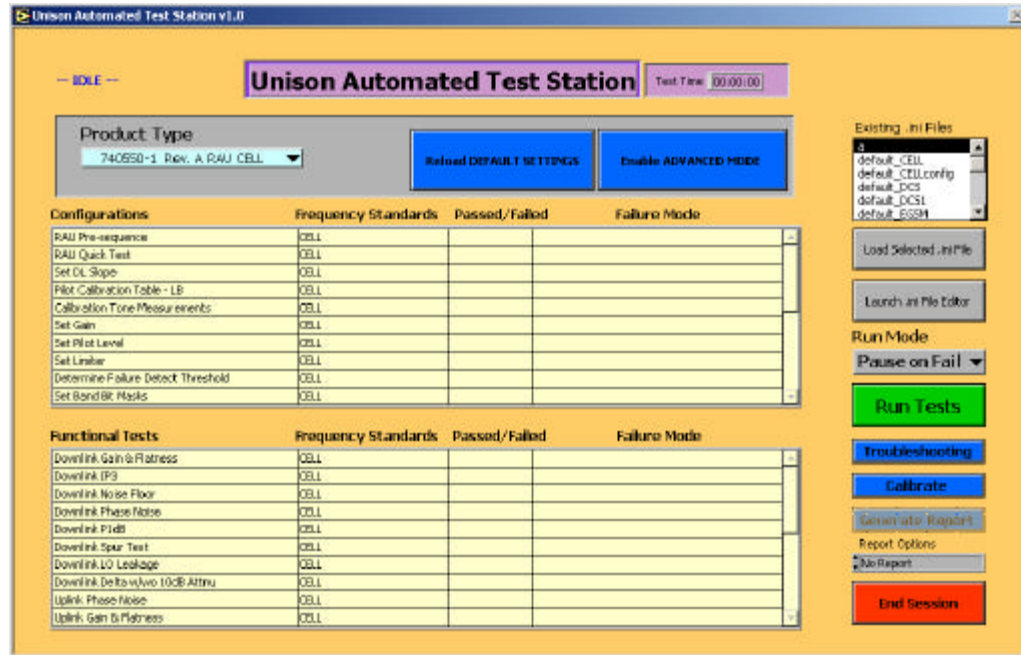 Unison Automated Test Station v1.0
-- IDLE --
Unison Automated Test Station
Test Time 00:00:00
Product Type
740550-1 Rev. A RAU CELL
Reload DEFAULT SETTINGS
Enable ADVANCED MODE
Existing .ini Files
a
default_CELL
default_CELLconfig
default_DCS
default_DCS1
default_EGSM
Load Selected .ini File
Launch .ini File Editor
Run Mode
Pause on Fail
Run Tests
Troubleshooting
Calibrate
Generate Report
Report Options
No Report
End Session
Configurations Frequency Standards Passed/Failed Failure Mode
RAU Pre-sequence CELL
RAU Quick Test CELL
Set DL Slope CELL
Pilot Calibration Table - LB CELL
Calibration Tone Measurements CELL
Set Gain CELL
Set Pilot Level CELL
Set Limiter CELL
Determine Failure Detect Threshold CELL
Set Band Bit Masks CELL
Functional Tests Frequency Standards Passed/Failed Failure Mode
Downlink Gain & Flatness CELL
Downlink IP3 CELL
Downlink Noise Floor CELL
Downlink Phase Noise CELL
Downlink P1dB CELL
Downlink Spur Test CELL
Downlink LO Leakage CELL
Downlink Delta w/wo 10dB Attnu CELL
Uplink Phase Noise CELL
Uplink Gain & Flatness CELL